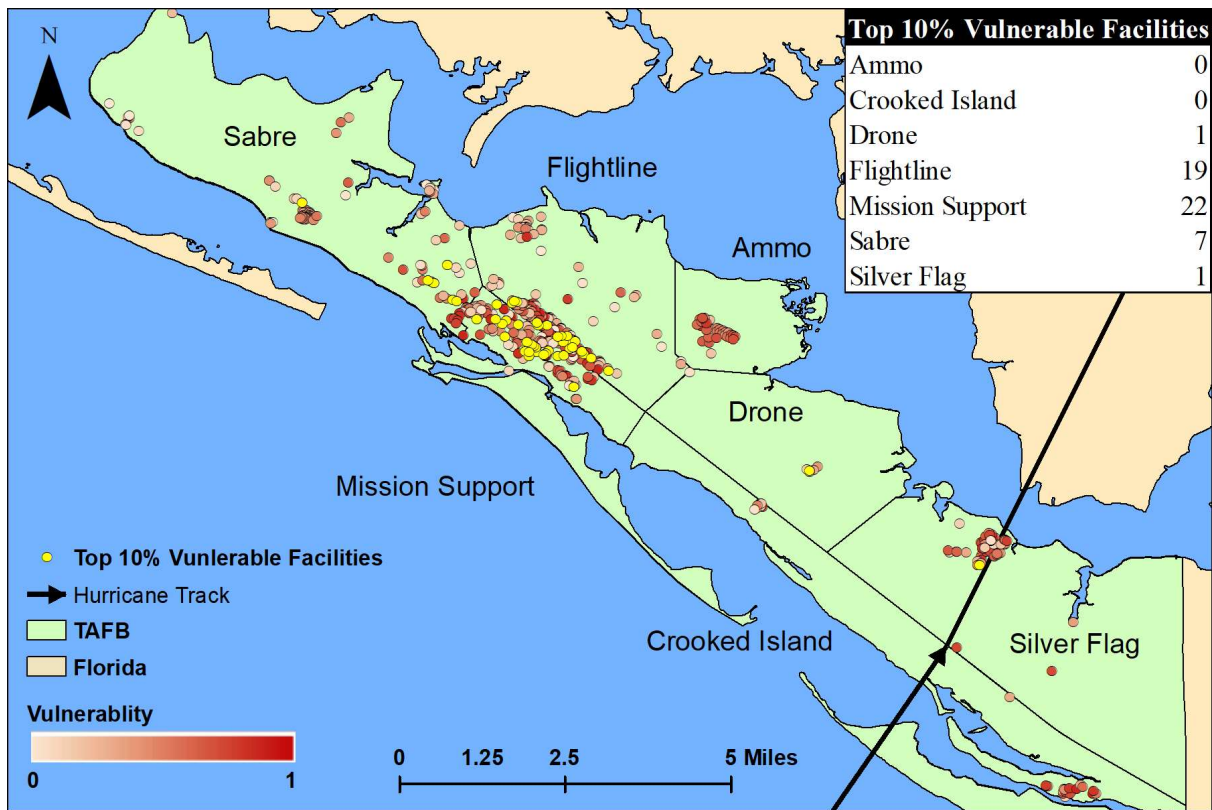 N
Top 10% Vulnerable Facilities
Ammo 0
Crooked Island 0
Drone 1
Flightline 19
Mission Support 22
Sabre 7
Silver Flag 1
Sabre
Flightline
Ammo
Drone
Mission Support
Crooked Island
Silver Flag
Top 10% Vunlerable Facilities
Hurricane Track
TAFB
Florida
Vulnerablity
0 1
0 1.25 2.5 5 Miles